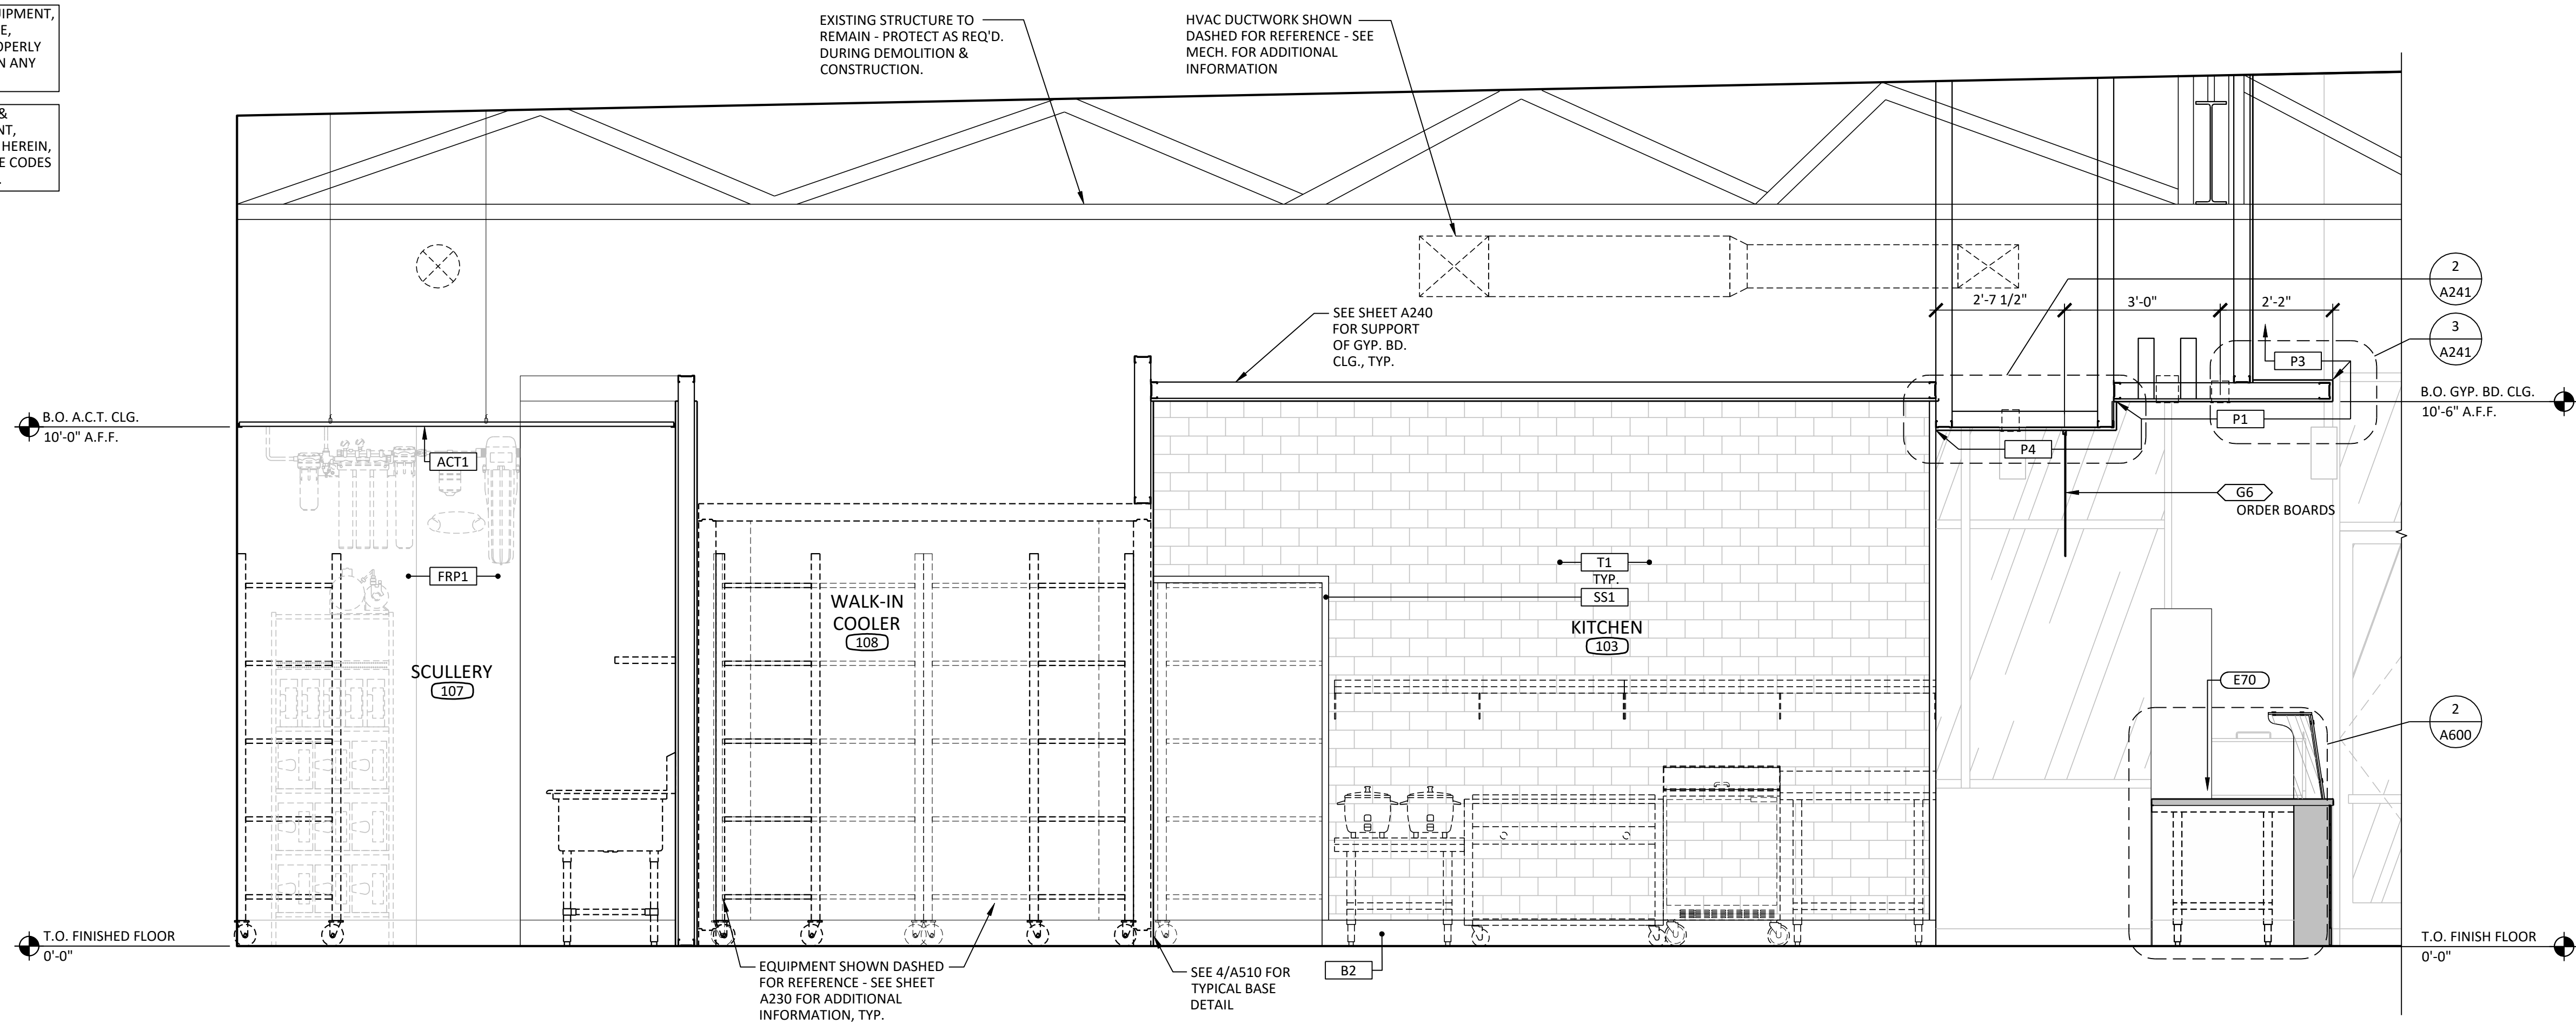 UIPMENT,
E,
OPERLY
N ANY
&
NT,
HEREIN,
E CODES
.
EXISTING STRUCTURE TO
REMAIN - PROTECT AS REQ'D.
DURING DEMOLITION &
CONSTRUCTION.
HVAC DUCTWORK SHOWN
DASHED FOR REFERENCE - SEE
MECH. FOR ADDITIONAL
INFORMATION
2
A241
2'-7 1/2"
3'-0"
2'-2"
SEE SHEET A240
FOR SUPPORT
OF GYP. BD.
CLG., TYP.
3
A241
P3
B.O. A.C.T. CLG.
10'-0" A.F.F.
B.O. GYP. BD. CLG.
10'-6" A.F.F.
P1
P4
ACT1
G6
ORDER BOARDS
FRP1
T1
TYP.
SS1
WALK-IN
COOLER
108
KITCHEN
103
SCULLERY
107
E70
2
A600
T.O. FINISHED FLOOR
0'-0"
T.O. FINISH FLOOR
0'-0"
EQUIPMENT SHOWN DASHED
FOR REFERENCE - SEE SHEET
A230 FOR ADDITIONAL
INFORMATION, TYP.
SEE 4/A510 FOR
TYPICAL BASE
DETAIL
B2